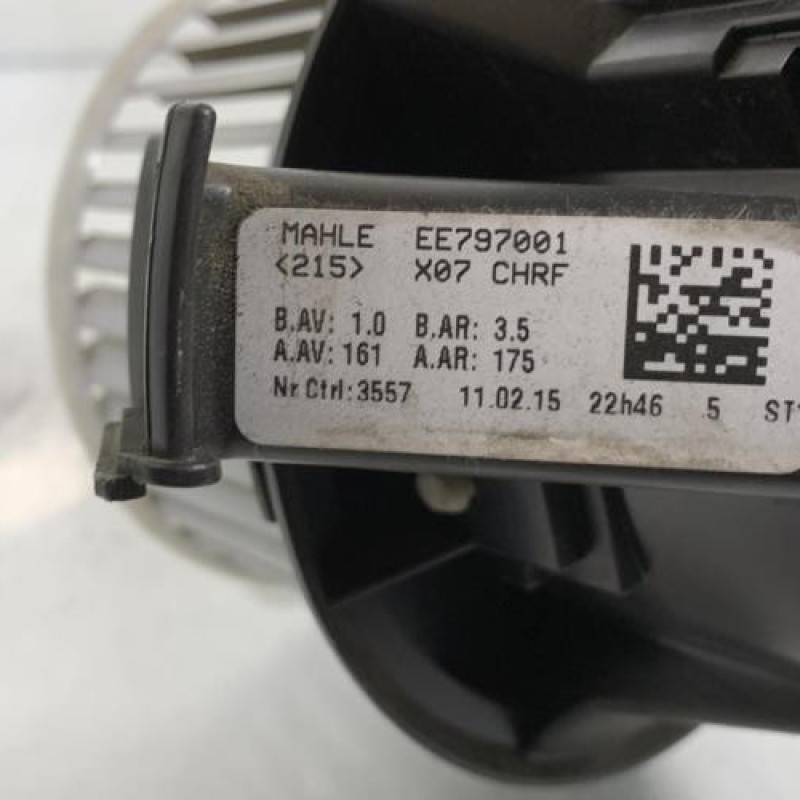 MAHLE EE797001
<215> X07 CHRF
B.AV: 1.0 B.AR: 3.5
A.AV: 161 A.AR: 175
Nr Ctrl: 3557 11.02.15 22h46 5